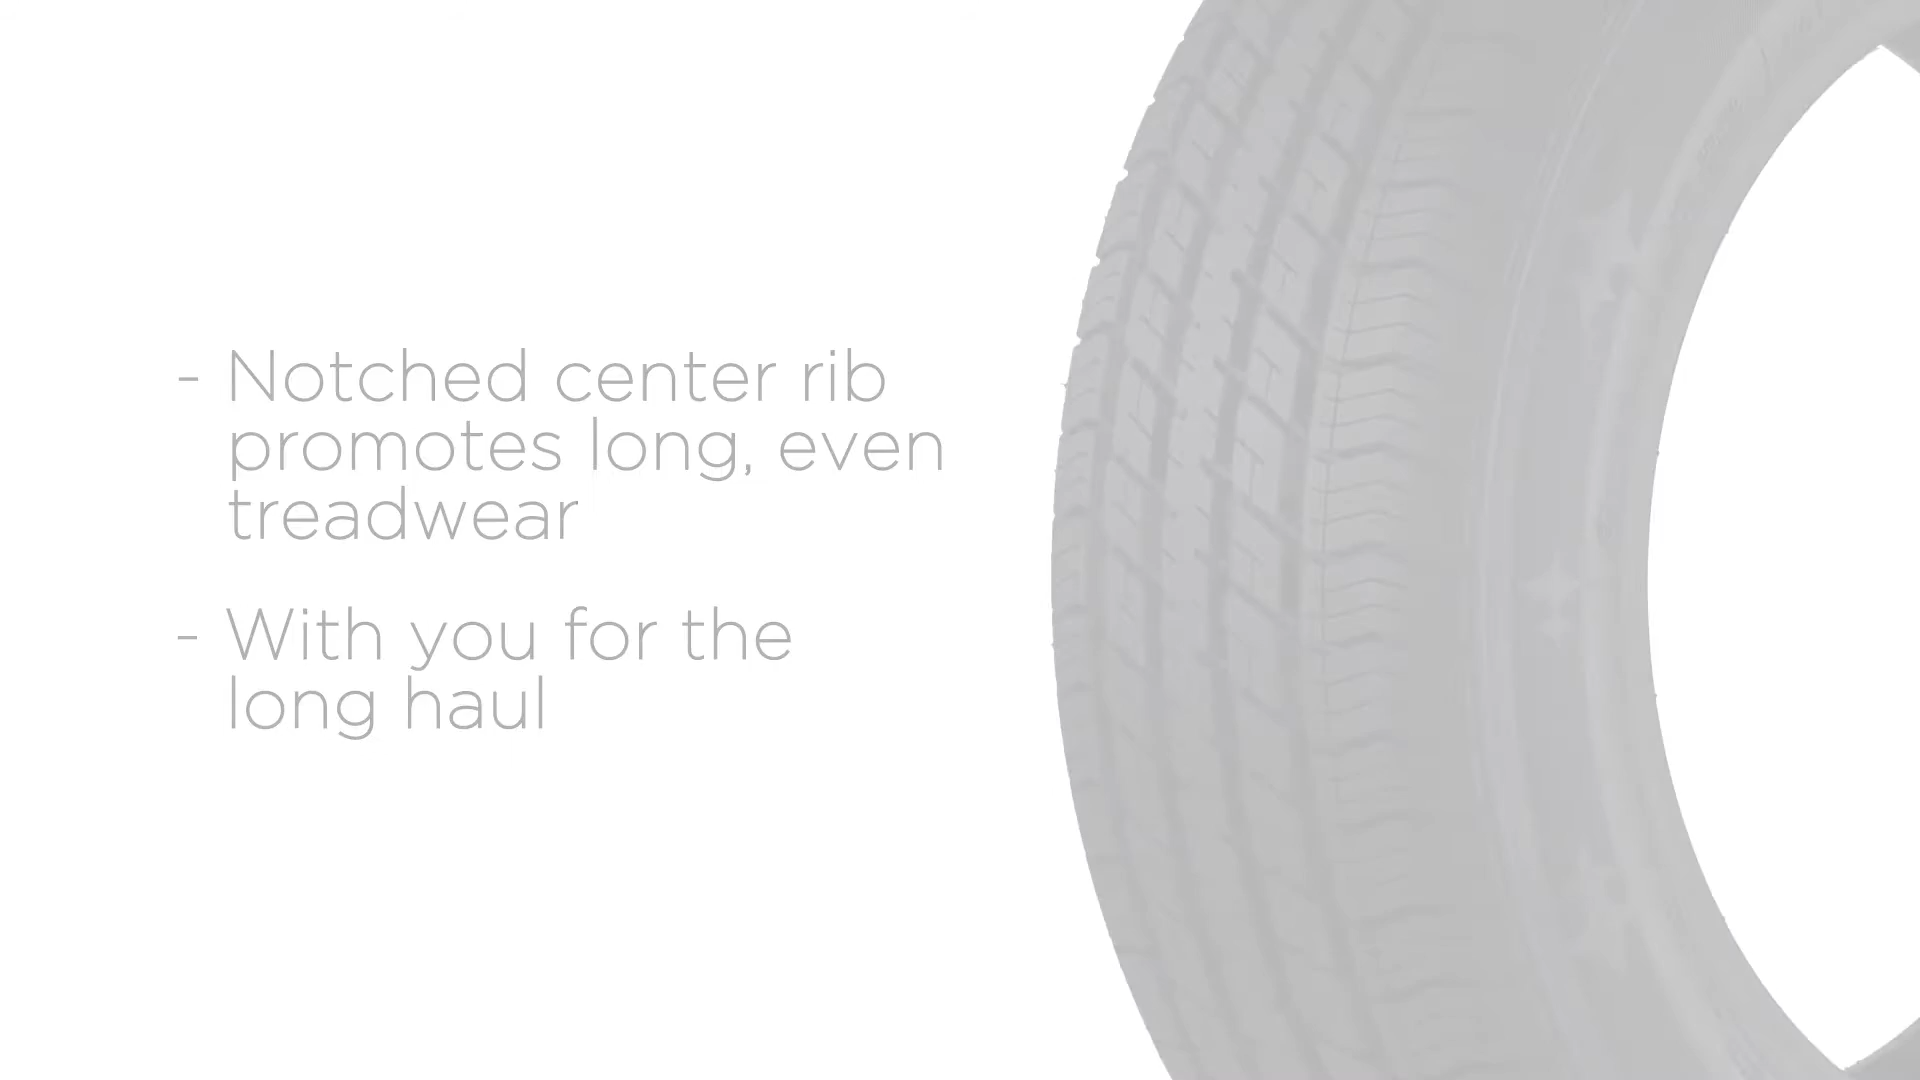 - Notched center rib
promotes long, even
treadwear
- With you for the
long haul